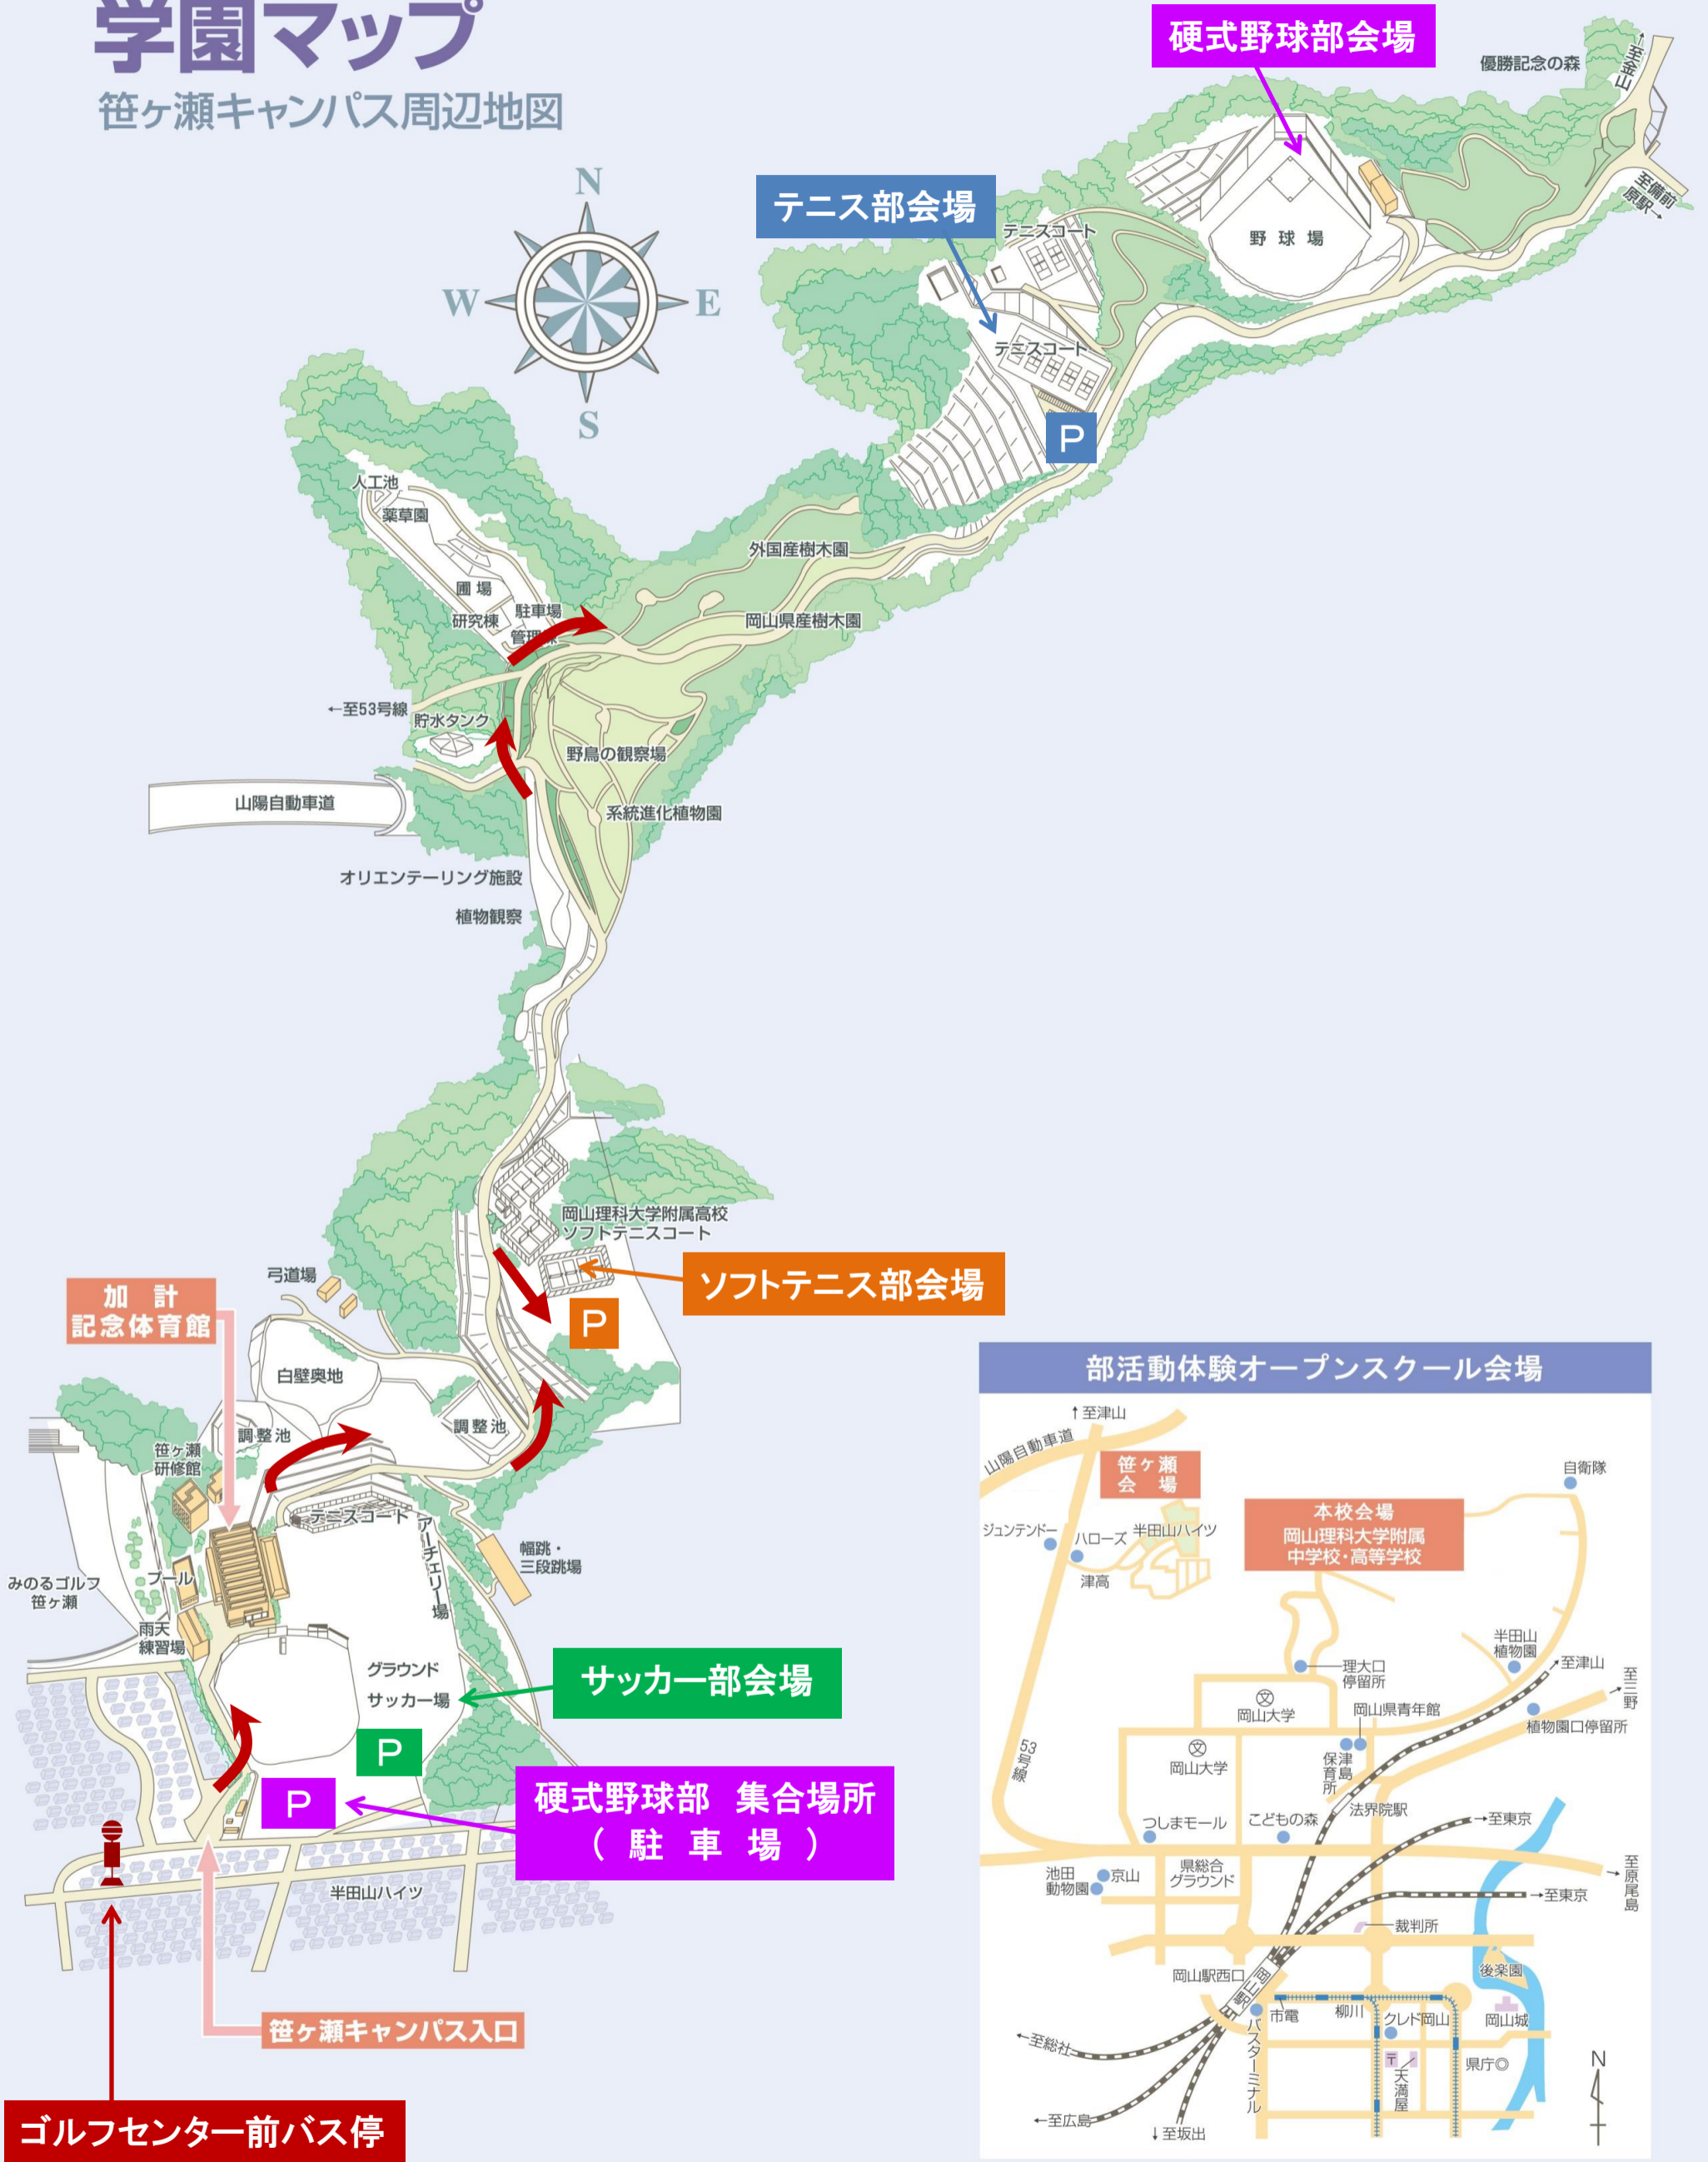 学園マップ
笹ヶ瀬キャンパス周辺地図
硬式野球部会場
優勝記念の森
至金山→
至備前
原駅→
テニス部会場
テニスコート
野球場
テニスコート
P
N
W
E
S
人工池
薬草園
圃場
研究棟
駐車場
外国産樹木園
岡山県産樹木園
←至53号線
貯水タンク
野鳥の観察場
山陽自動車道
系統進化植物園
オリエンテーリング施設
植物観察
岡山理科大学附属高校
ソフトテニスコート
ソフトテニス部会場
P
弓道場
加計
記念体育館
白壁奥地
調整池
調整池
笹ヶ瀬
研修館
テニスコート
アーチェリー場
幅跳・
三段跳場
みのるゴルフ
笹ヶ瀬
プール
雨天
練習場
グラウンド
サッカー場
サッカー部会場
P
P
硬式野球部 集合場所
(駐車場)
半田山ハイツ
笹ヶ瀬キャンパス入口
ゴルフセンター前バス停
部活動体験オープンスクール会場
↑至津山
山陽自動車道
笹ヶ瀬
会場
自衛隊
本校会場
岡山理科大学附属
中学校・高等学校
ジュンテンドー
ハローズ
半田山ハイツ
津高
半田山
植物園
理大口
停留所
→至津山
至三野
→
文
岡山大学
岡山県青年館
植物園口停留所
53号線
文
岡山大学
津島
保育所
法界院駅
つしまモール
こどもの森
→至東京
池田
動物園
京山
県総合
グラウンド
至原尾島
→
→至東京
裁判所
岡山駅西口
岡山駅
後楽園
市電
柳川
クレド岡山
岡山城
バスターミナル
←至総社
〒
天満屋
県庁◎
N
←至広島
↓至坂出